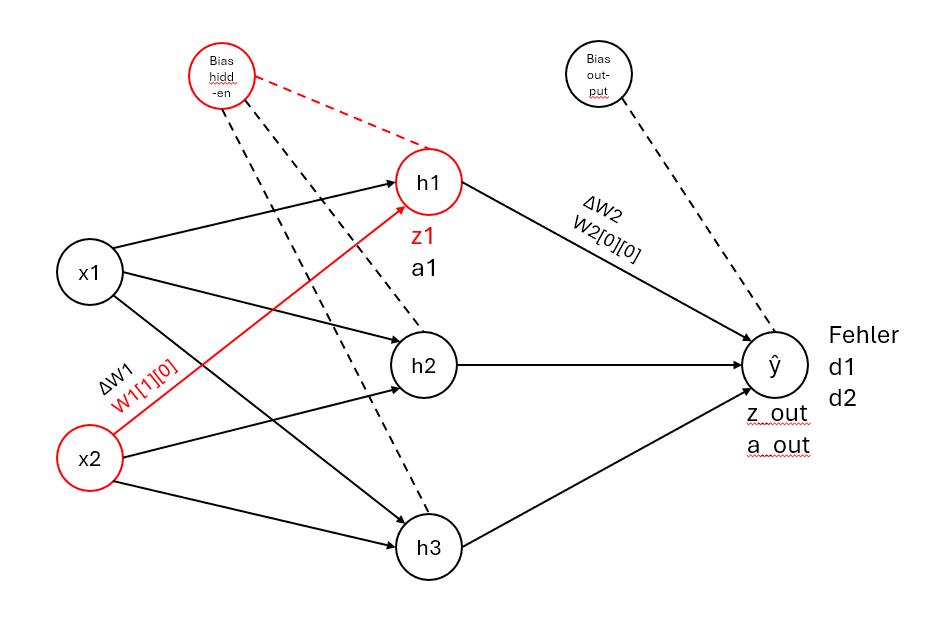 Bias
hidd
-en
Bias
out-
put
h1
ΔW2
W2[0][0]
z1
a1
x1
h2
ŷ
Fehler
d1
d2
ΔW1
W1[1][0]
z_out
a_out
x2
h3